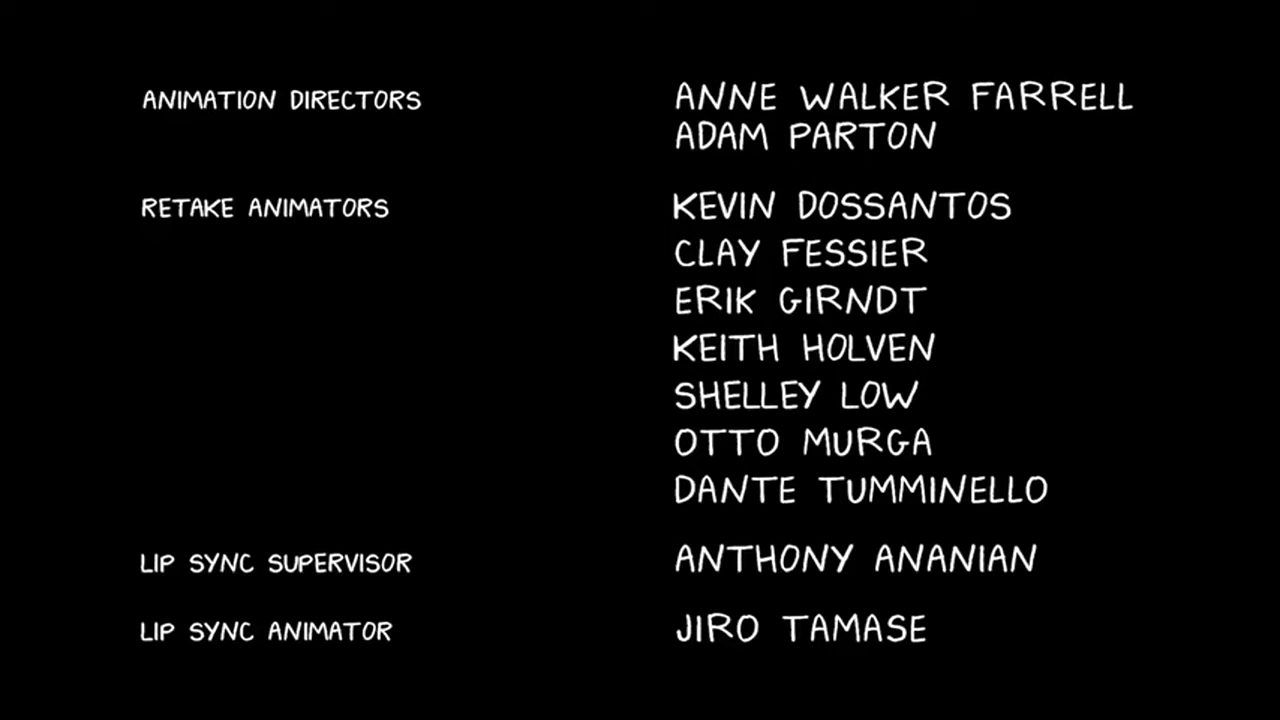 ANIMATION DIRECTORS ANNE WALKER FARRELL
ADAM PARTON
RETAKE ANIMATORS KEVIN DOSSANTOS
CLAY FESSIER
ERIK GIRNDT
KEITH HOLVEN
SHELLEY LOW
OTTO MURGA
DANTE TUMMINELLO
LIP SYNC SUPERVISOR ANTHONY ANANIAN
LIP SYNC ANIMATOR JIRO TAMASE